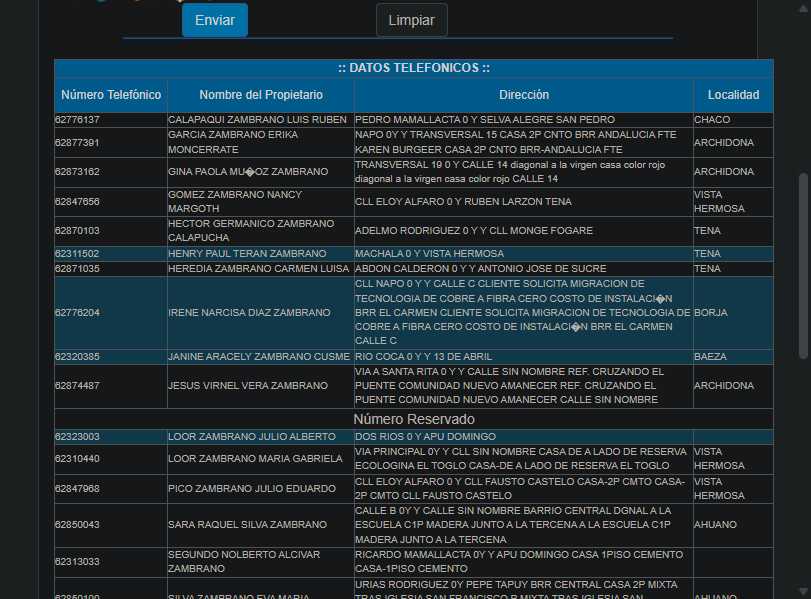 Enviar
Limpiar
:: DATOS TELEFONICOS ::
Número Telefónico Nombre del Propietario Dirección Localidad
62776137 CALAPAQUI ZAMBRANO LUIS RUBEN PEDRO MAMALLACTA 0 Y SELVA ALEGRE SAN PEDRO CHACO
62877391 GARCIA ZAMBRANO ERIKA MONCERRATE NAPO 0Y Y TRANSVERSAL 15 CASA 2P CNTO BRR ANDALUCIA FTE
KAREN BURGEER CASA 2P CNTO BRR-ANDALUCIA FTE ARCHIDONA
62873162 GINA PAOLA MU�OZ ZAMBRANO TRANSVERSAL 19 0 Y CALLE 14 diagonal a la virgen casa color rojo
diagonal a la virgen casa color rojo CALLE 14 ARCHIDONA
62847656 GOMEZ ZAMBRANO NANCY
MARGOTH CLL ELOY ALFARO 0 Y RUBEN LARZON TENA VISTA
HERMOSA
62870103 HECTOR GERMANICO ZAMBRANO
CALAPUCHA ADELMO RODRIGUEZ 0 Y Y CLL MONGE FOGARE TENA
62311502 HENRY PAUL TERAN ZAMBRANO MACHALA 0 Y VISTA HERMOSA TENA
62871035 HEREDIA ZAMBRANO CARMEN LUISA ABDON CALDERON 0 Y Y ANTONIO JOSE DE SUCRE TENA
62776204 IRENE NARCISA DIAZ ZAMBRANO CLL NAPO 0 Y Y CALLE C CLIENTE SOLICITA MIGRACION DE
TECNOLOGIA DE COBRE A FIBRA CERO COSTO DE INSTALACI�N
BRR EL CARMEN CLIENTE SOLICITA MIGRACION DE TECNOLOGIA DE
COBRE A FIBRA CERO COSTO DE INSTALACI�N BRR EL CARMEN
CALLE C BORJA
62320385 JANINE ARACELY ZAMBRANO CUSME RIO COCA 0 Y Y 13 DE ABRIL BAEZA
62874487 JESUS VIRNEL VERA ZAMBRANO VIA A SANTA RITA 0 Y Y CALLE SIN NOMBRE REF. CRUZANDO EL
PUENTE COMUNIDAD NUEVO AMANECER REF. CRUZANDO EL
PUENTE COMUNIDAD NUEVO AMANECER CALLE SIN NOMBRE ARCHIDONA
Número Reservado
62323003 LOOR ZAMBRANO JULIO ALBERTO DOS RIOS 0 Y APU DOMINGO
62310440 LOOR ZAMBRANO MARIA GABRIELA VIA PRINCIPAL 0Y Y CLL SIN NOMBRE CASA DE A LADO DE RESERVA
ECOLOGINA EL TOGLO CASA-DE A LADO DE RESERVA EL TOGLO VISTA
HERMOSA
62847968 PICO ZAMBRANO JULIO EDUARDO CLL ELOY ALFARO 0 Y CLL FAUSTO CASTELO CASA-2P CMTO CASA-
2P CMTO CLL FAUSTO CASTELO VISTA
HERMOSA
62850043 SARA RAQUEL SILVA ZAMBRANO CALLE B 0Y Y CALLE SIN NOMBRE BARRIO CENTRAL DGNAL A LA
ESCUELA C1P MADERA JUNTO A LA TERCENA A LA ESCUELA C1P
MADERA JUNTO A LA TERCENA AHUANO
62313033 SEGUNDO NOLBERTO ALCIVAR
ZAMBRANO RICARDO MAMALLACTA 0Y Y APU DOMINGO CASA 1PISO CEMENTO
CASA-1PISO CEMENTO
62850100 SILVA ZAMBRANO EVA MARIA URIAS RODRIGUEZ 0Y PEPE TAPUY BRR CENTRAL CASA 2P MIXTA
TRAS IGLESIA SAN FRANCISCO P MIXTA TRAS IGLESIA SAN AHUANO